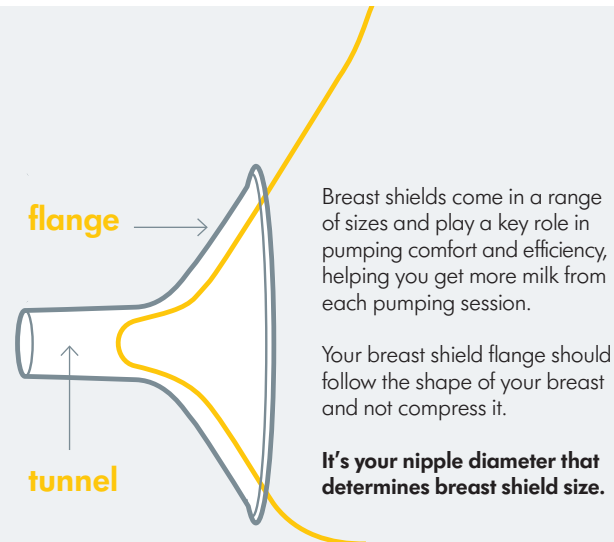 flange
tunnel
Breast shields come in a range
of sizes and play a key role in
pumping comfort and efficiency,
helping you get more milk from
each pumping session.
Your breast shield flange should
follow the shape of your breast
and not compress it.
It's your nipple diameter that
determines breast shield size.